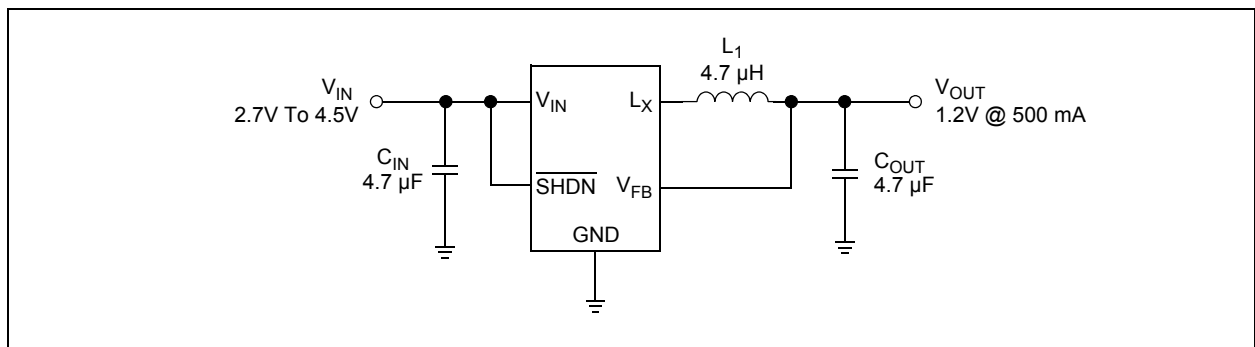 V_IN
2.7V To 4.5V
C_IN
4.7 µF
V_IN
SHDN
GND
L_X
V_FB
L_1
4.7 µH
V_OUT
1.2V @ 500 mA
C_OUT
4.7 µF